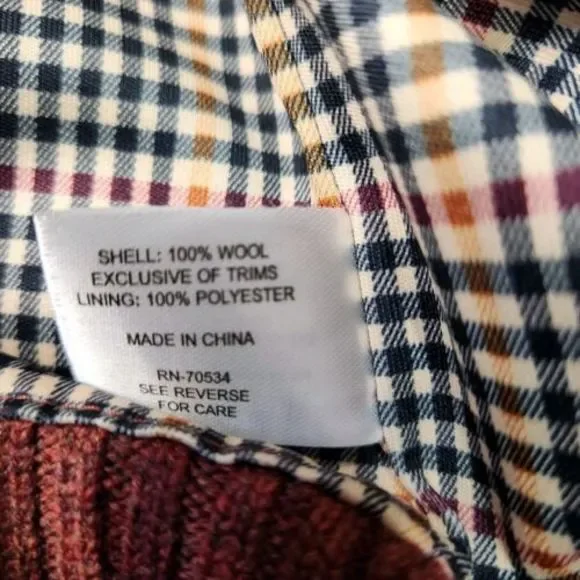 SHELL: 100% WOOL
EXCLUSIVE OF TRIMS
LINING: 100% POLYESTER
MADE IN CHINA
RN-70534
SEE REVERSE
FOR CARE